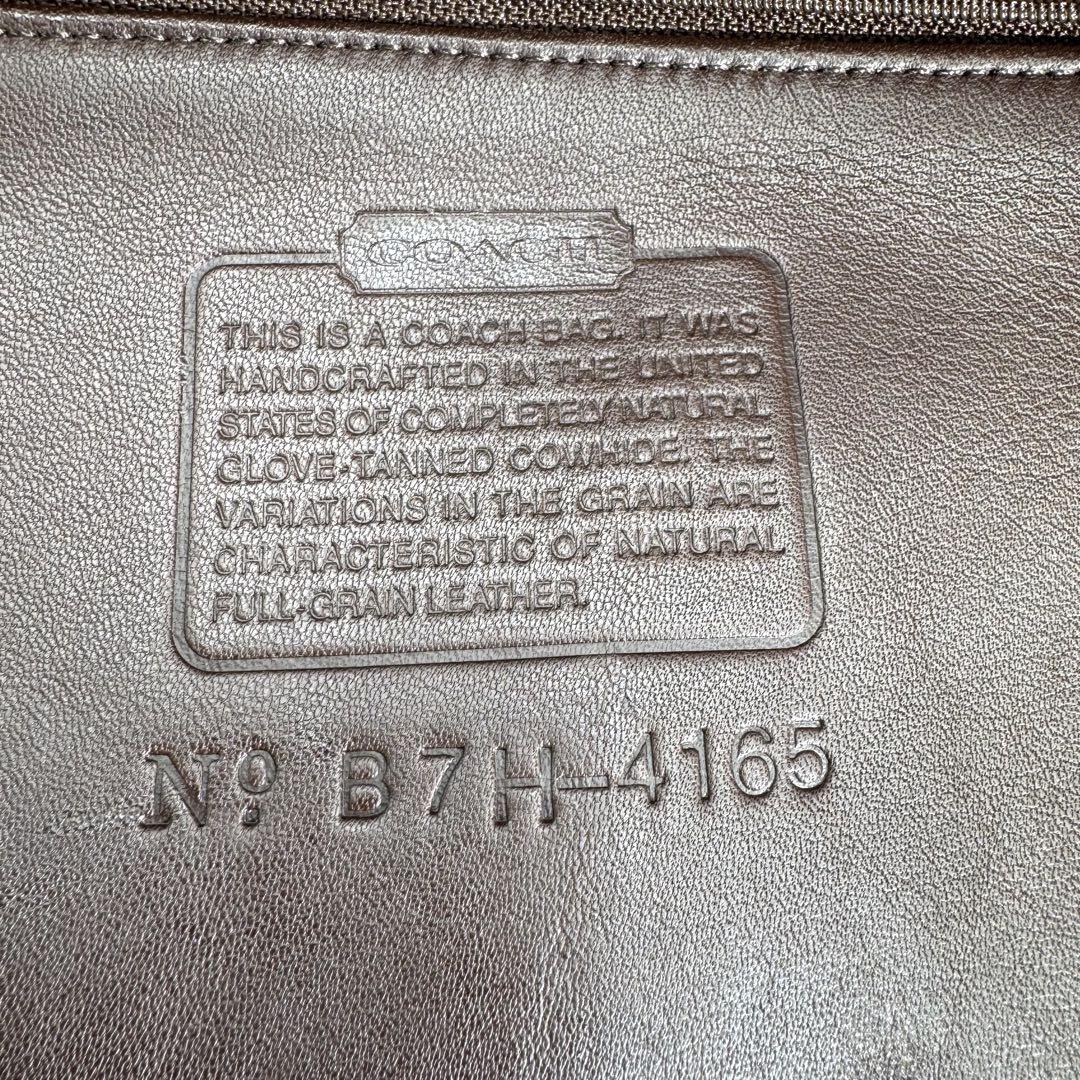 COACH
THIS IS A COACH BAG. IT WAS
HANDCRAFTED IN THE UNITED
STATES OF COMPLETELY NATURAL
GLOVE-TANNED COWHIDE. THE
VARIATIONS IN THE GRAIN ARE
CHARACTERISTIC OF NATURAL
FULL-GRAIN LEATHER.
Nº B7H-4165